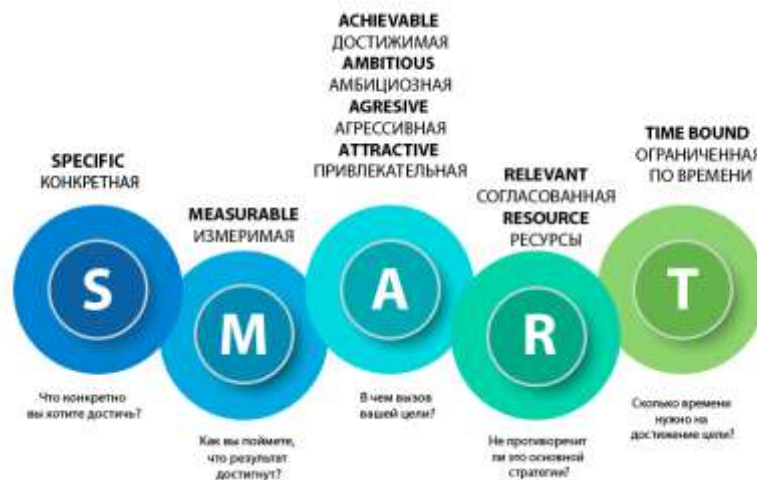 SPECIFIC
КОНКРЕТНАЯ
S
Что конкретно
вы хотите достичь?
MEASURABLE
ИЗМЕРИМАЯ
M
Как вы поймете,
что результат
достигнут?
ACHIEVABLE
ДОСТИЖИМАЯ
AMBITIOUS
АМБИЦИОЗНАЯ
AGRESIVE
АГРЕССИВНАЯ
ATTRACTIVE
ПРИВЛЕКАТЕЛЬНАЯ
A
В чем вызов
вашей цели?
RELEVANT
СОГЛАСОВАННАЯ
RESOURCE
РЕСУРСЫ
R
Не противоречит
ли это основной
стратегии?
TIME BOUND
ОГРАНИЧЕННАЯ
ПО ВРЕМЕНИ
T
Сколько времени
нужно на
достижение цели?